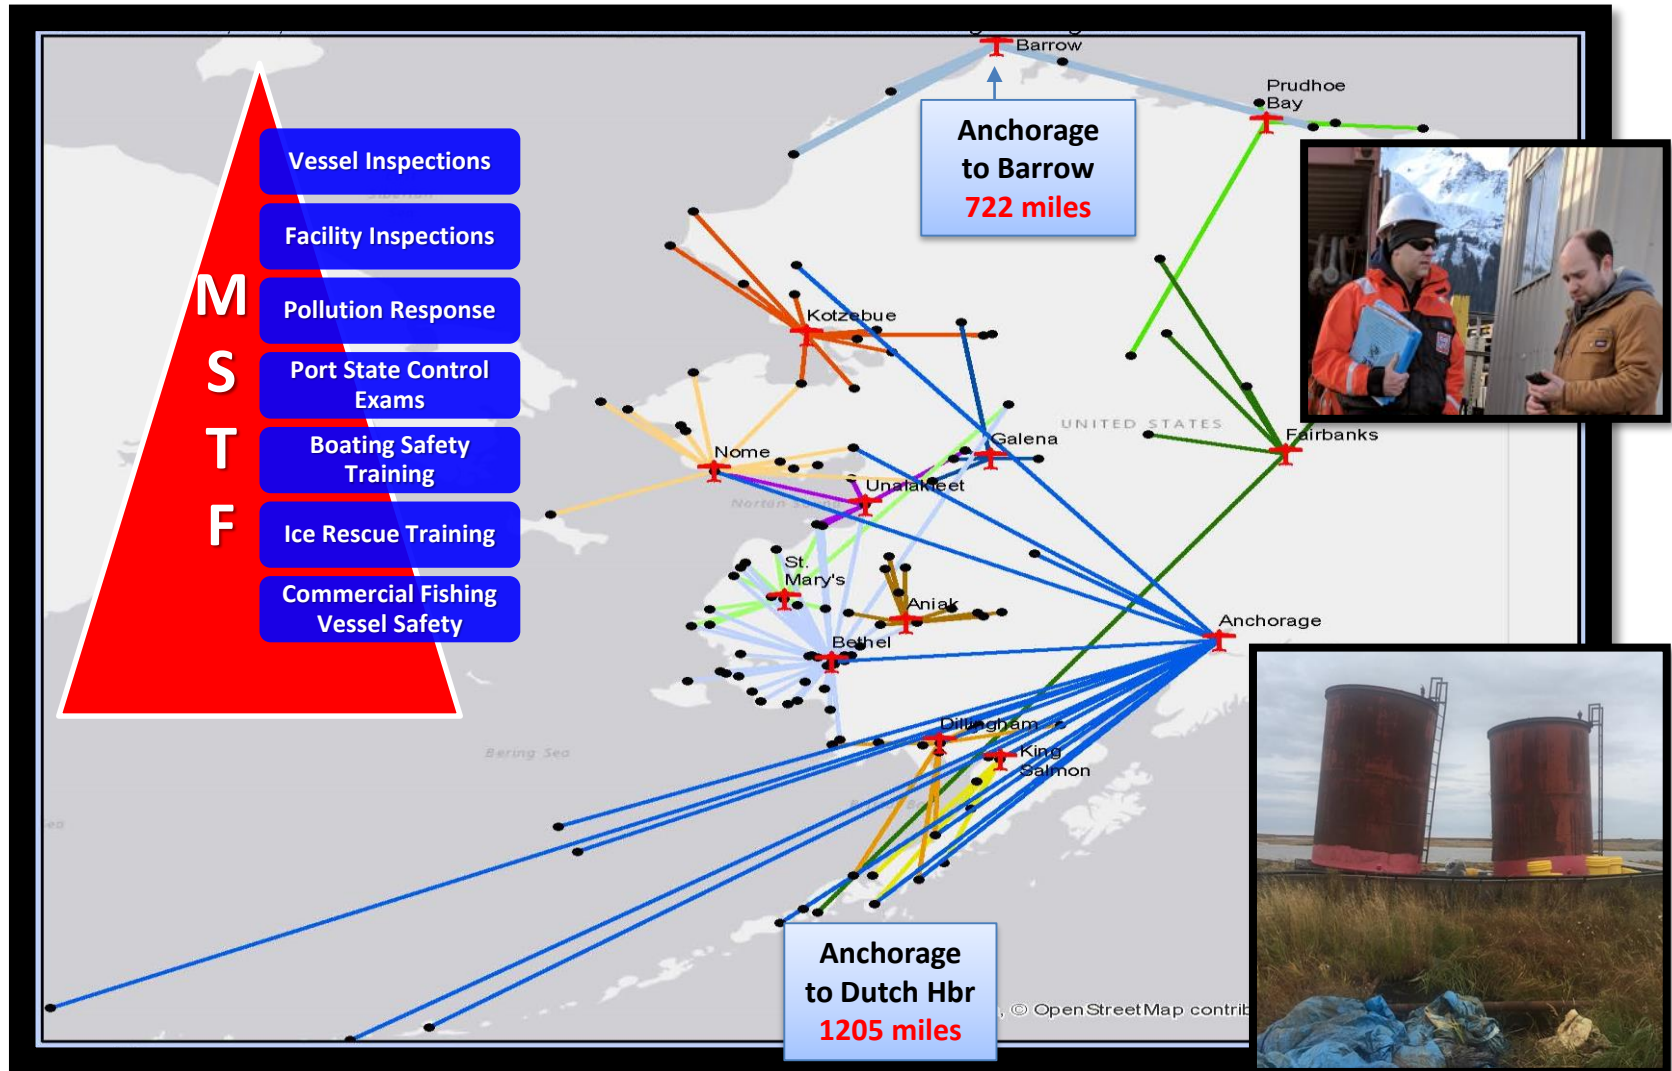 Barrow
Prudhoe
Bay
Anchorage
to Barrow
722 miles
Vessel Inspections
Facility Inspections
Pollution Response
Port State Control
Exams
Boating Safety
Training
Ice Rescue Training
Commercial Fishing
Vessel Safety
M
S
T
F
Kotzebue
UNITED STATES
Galena
Fairbanks
Nome
Unalakleet
Norton Sound
St.
Mary's
Aniak
Anchorage
Bethel
Dillingham
King
Salmon
Bering Sea
Anchorage
to Dutch Hbr
1205 miles
, © OpenStreetMap contrib